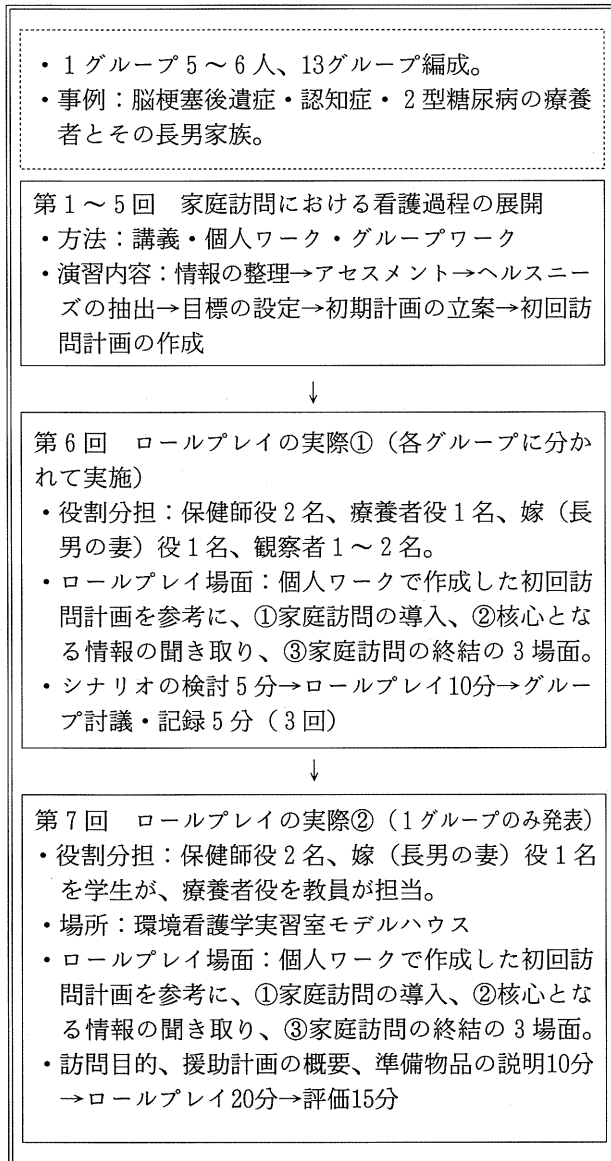 ・1グループ5～6人、13グループ編成。
・事例：脳梗塞後遺症・認知症・2型糖尿病の療養
者とその長男家族。
第1～5回　家庭訪問における看護過程の展開
・方法：講義・個人ワーク・グループワーク
・演習内容：情報の整理→アセスメント→ヘルスニー
ズの抽出→目標の設定→初期計画の立案→初回訪
問計画の作成
↓
第6回　ロールプレイの実際①（各グループに分か
れて実施）
・役割分担：保健師役2名、療養者役1名、嫁（長
男の妻）役1名、観察者1～2名。
・ロールプレイ場面：個人ワークで作成した初回訪
問計画を参考に、①家庭訪問の導入、②核心とな
る情報の聞き取り、③家庭訪問の終結の3場面。
・シナリオの検討5分→ロールプレイ10分→グルー
プ討議・記録5分（3回）
↓
第7回　ロールプレイの実際②（1グループのみ発表）
・役割分担：保健師役2名、嫁（長男の妻）役1名
を学生が、療養者役を教員が担当。
・場所：環境看護学実習室モデルハウス
・ロールプレイ場面：個人ワークで作成した初回訪
問計画を参考に、①家庭訪問の導入、②核心とな
る情報の聞き取り、③家庭訪問の終結の3場面。
・訪問目的、援助計画の概要、準備物品の説明10分
→ロールプレイ20分→評価15分